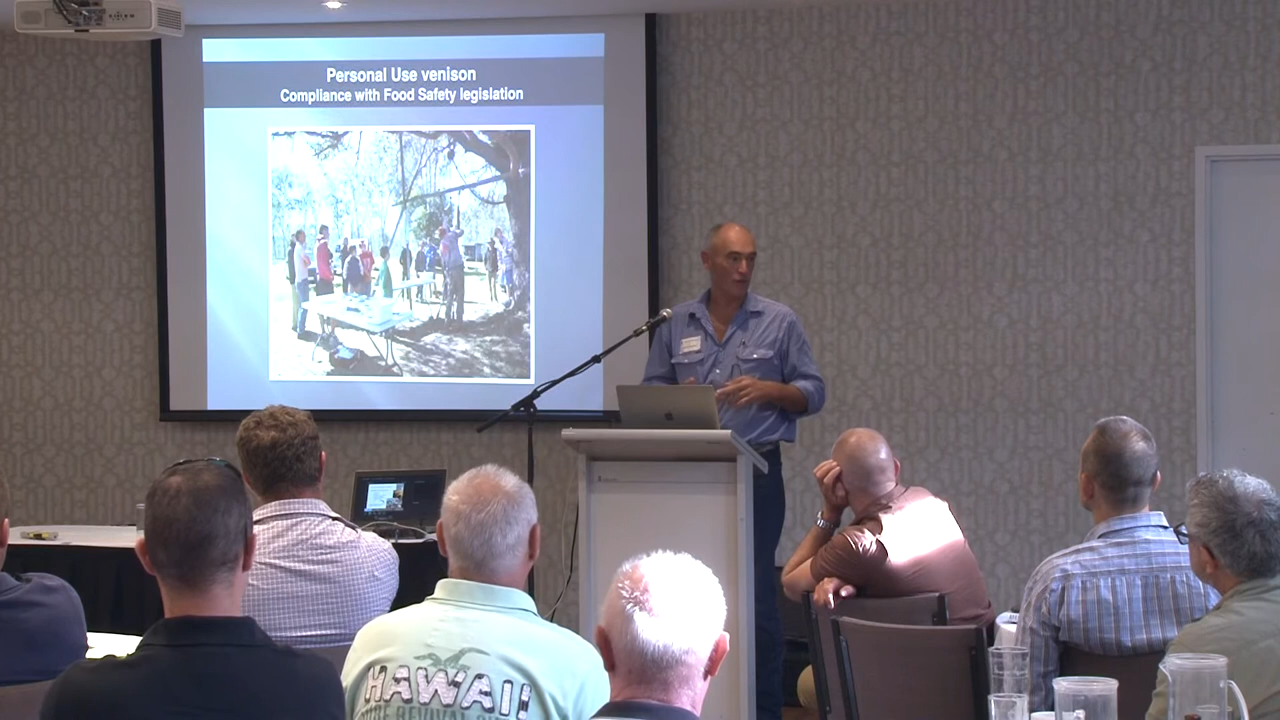 Personal Use venison
Compliance with Food Safety legislation
HAWAII